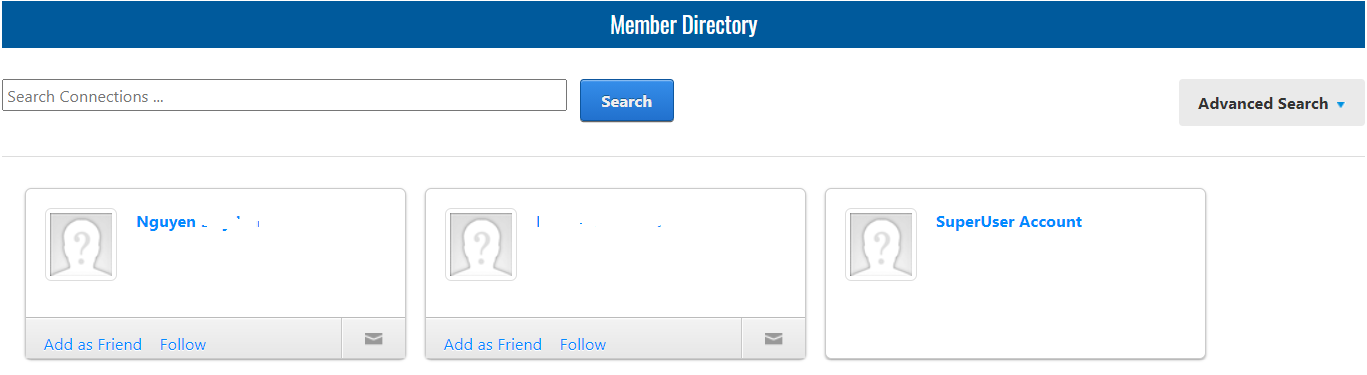 Member Directory
Search Connections ...
Search
Advanced Search
Nguyen
SuperUser Account
Add as Friend Follow
Add as Friend Follow